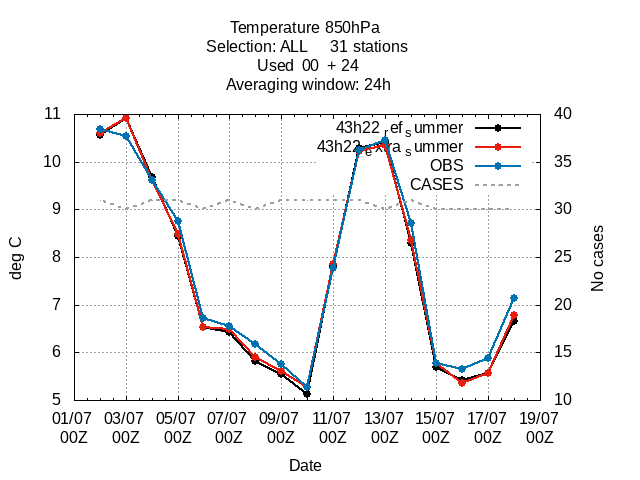 Temperature 850hPa
Selection: ALL 31 stations
Used 00 + 24
Averaging window: 24h
43h22refsummer
43h22extrasummer
OBS
CASES
deg C
11
10
9
8
7
6
5
No cases
40
35
30
25
20
15
10
01/07 03/07 05/07 07/07 09/07 11/07 13/07 15/07 17/07 19/07
00Z 00Z 00Z 00Z 00Z 00Z 00Z 00Z 00Z 00Z
Date